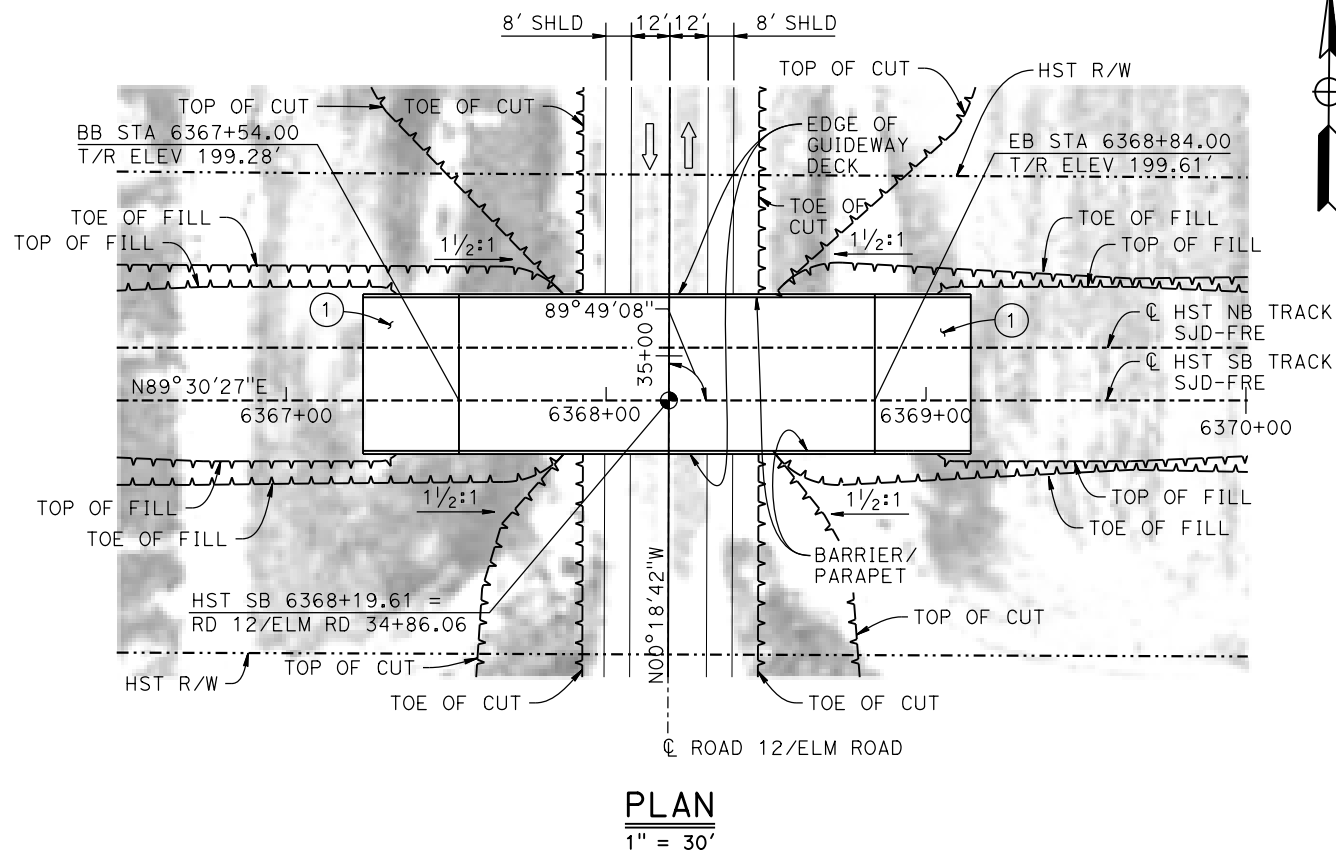 8' SHLD 12' 12' 8' SHLD
TOP OF CUT
HST R/W
TOP OF CUT
TOE OF CUT
BB STA 6367+54.00
T/R ELEV 199.28'
EDGE OF
GUIDEWAY
DECK
EB STA 6368+84.00
T/R ELEV 199.61'
TOE OF
CUT
TOE OF FILL
TOP OF FILL
1½:1
1½:1
TOE OF FILL
TOP OF FILL
1
89°49'08"
35+00
1
℄ HST NB TRACK
SJD-FRE
℄ HST SB TRACK
SJD-FRE
N89°30'27"E
6367+00
6368+00
6369+00
6370+00
TOP OF FILL
TOE OF FILL
1½:1
1½:1
TOP OF FILL
TOE OF FILL
BARRIER/
PARAPET
HST SB 6368+19.61 =
RD 12/ELM RD 34+86.06
N00°18'42"W
TOP OF CUT
HST R/W
TOP OF CUT
TOE OF CUT
TOE OF CUT
℄ ROAD 12/ELM ROAD
PLAN
1" = 30'